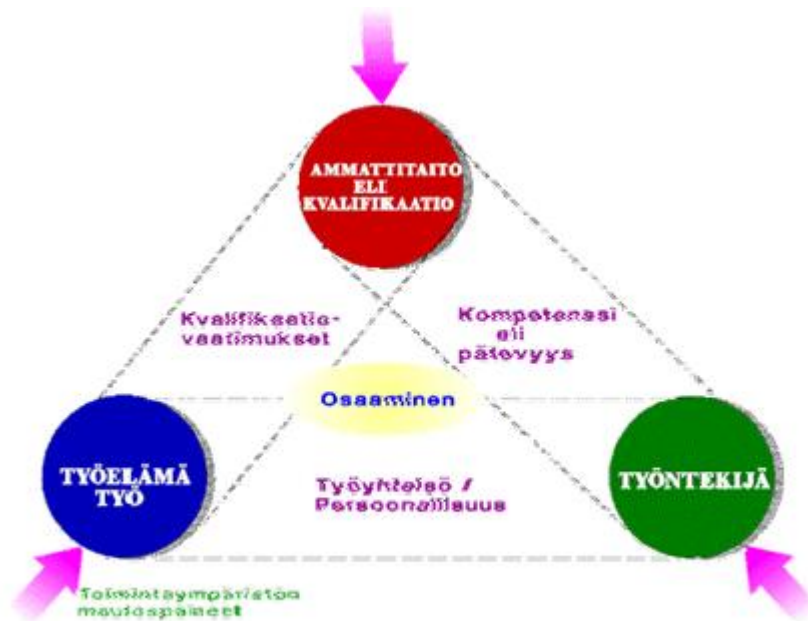 AMMATTITAITO
ELI
KVALIFIKAATIO
Kvalifikaatio-
vaatimukset
Kompetenssi
eli
pätevyys
Osaaminen
TYÖELÄMÄ
TYÖ
Työyhteisö /
Persoonallisuus
TYÖNTEKIJÄ
Toimintaympäristön
muutospaineet